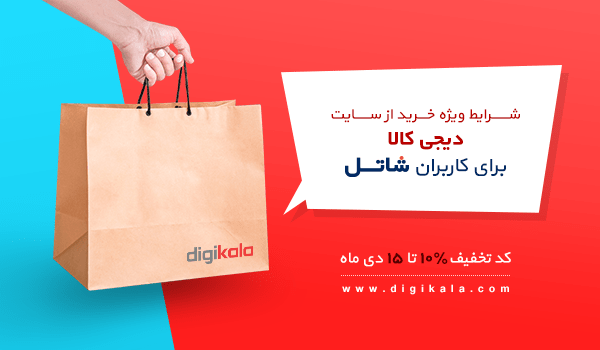 شرایط ویژه خرید از سایت
دیجی کالا
برای کاربران شاتل
کد تخفیف ۱۰% تا ۱۵ دی ماه
www.digikala.com
digikala